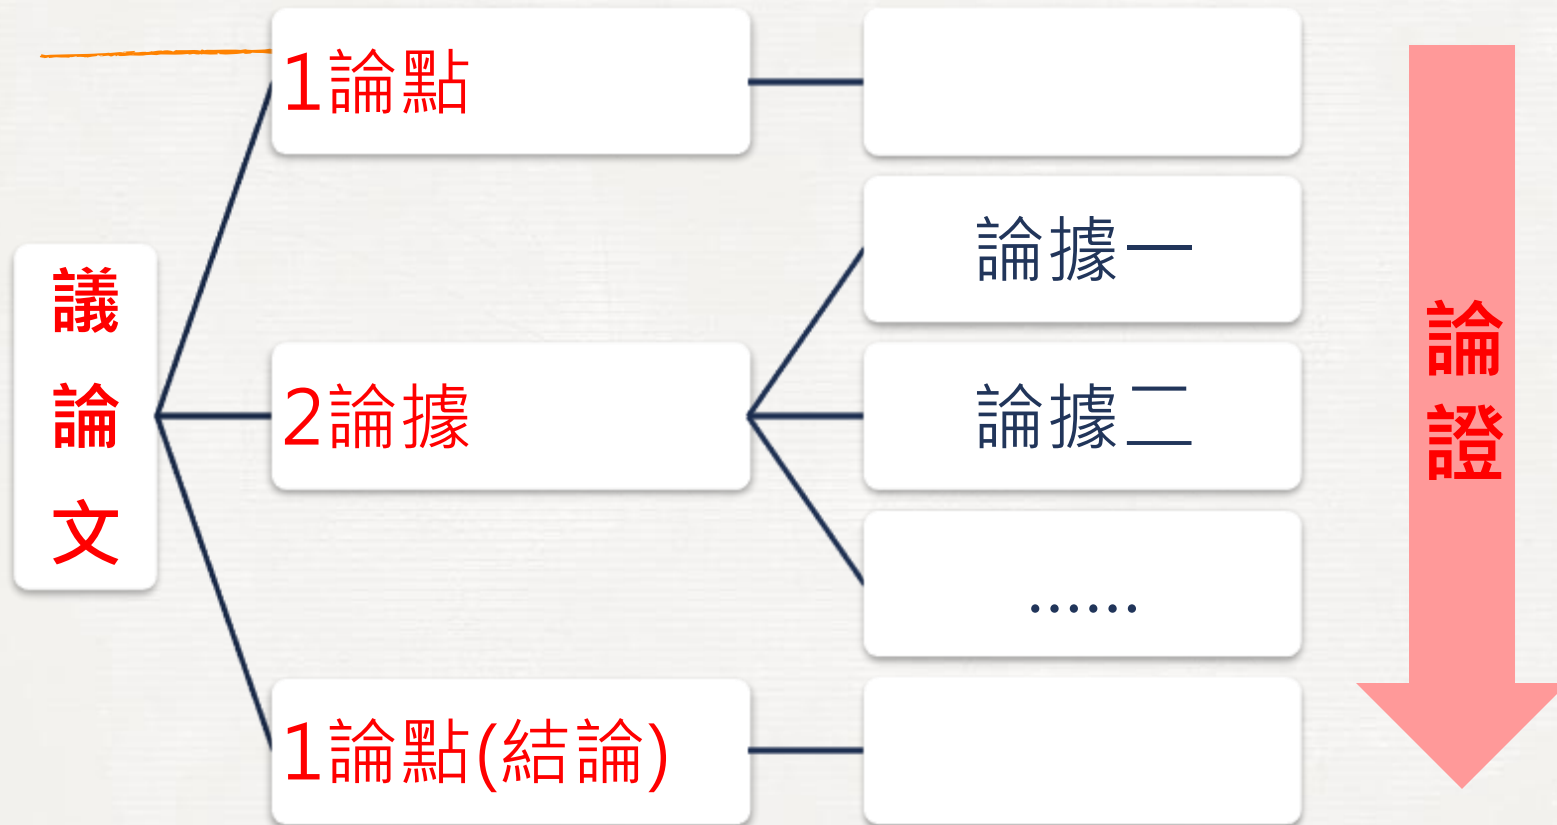 議
論
文
1論點
2論據
論據一
論據二
......
1論點(結論)
論
證